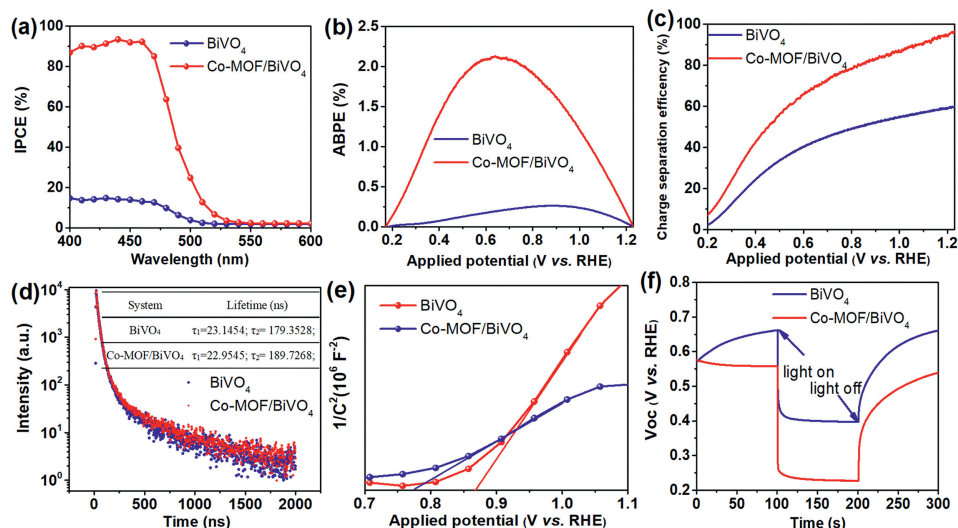 (a)
100
80
60
40
20
0
IPCE (%)
BiVO4
Co-MOF/BiVO4
400 450 500 550 600
Wavelength (nm)
(b)
2.5
2.0
1.5
1.0
0.5
0.0
ABPE (%)
BiVO4
Co-MOF/BiVO4
0.2 0.4 0.6 0.8 1.0 1.2
Applied potential (V vs. RHE)
(c)
100
80
60
40
20
0
Charge separation efficency (%)
BiVO4
Co-MOF/BiVO4
0.2 0.4 0.6 0.8 1.0 1.2
Applied potential (V vs. RHE)
(d)
10^4
10^3
10^2
10^1
10^0
Intensity (a.u.)
System Lifetime (ns)
BiVO4 τ1=23.1454; τ2= 179.3528;
Co-MOF/BiVO4 τ1=22.9545; τ2= 189.7268;
BiVO4
Co-MOF/BiVO4
0 500 1000 1500 2000
Time (ns)
(e)
1/C^2(10^6 F^-2)
BiVO4
Co-MOF/BiVO4
0.7 0.8 0.9 1.0 1.1
Applied potential (V vs. RHE)
(f)
0.8
0.7
0.6
0.5
0.4
0.3
0.2
Voc (V vs. RHE)
BiVO4
Co-MOF/BiVO4
light on
light off
0 50 100 150 200 250 300
Time (s)